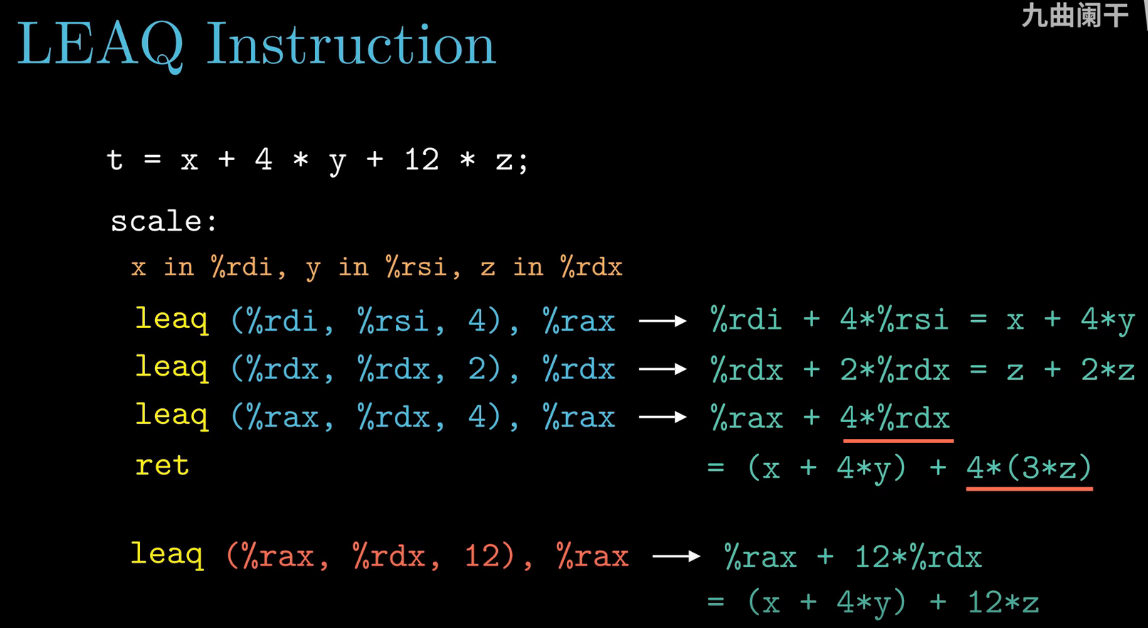 九曲阑干
LEAQ Instruction
t = x + 4 * y + 12 * z;
scale:
x in %rdi, y in %rsi, z in %rdx
leaq (%rdi, %rsi, 4), %rax → %rdi + 4*%rsi = x + 4*y
leaq (%rdx, %rdx, 2), %rdx → %rdx + 2*%rdx = z + 2*z
leaq (%rax, %rdx, 4), %rax → %rax + 4*%rdx
ret = (x + 4*y) + 4*(3*z)
leaq (%rax, %rdx, 12), %rax → %rax + 12*%rdx
= (x + 4*y) + 12*z